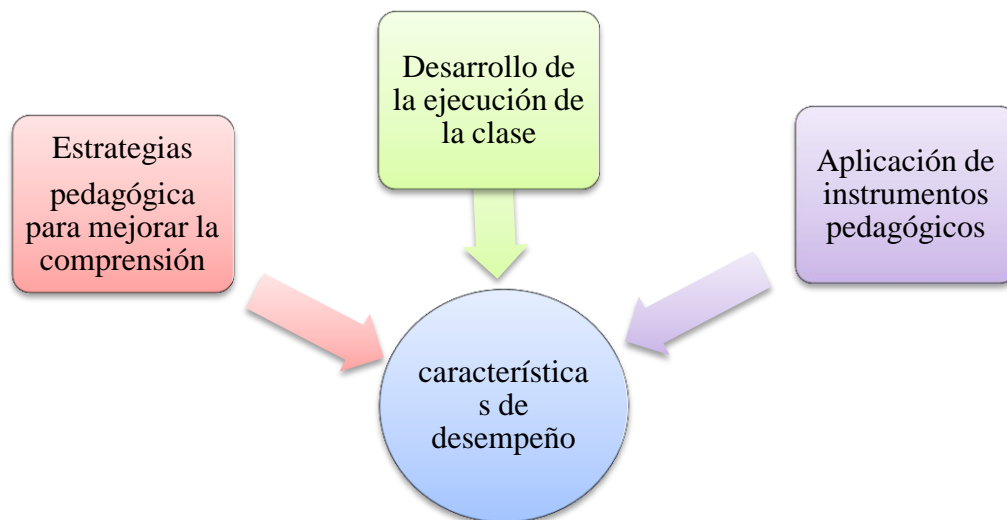 Estrategias
pedagógica
para mejorar la
comprensión
Desarrollo de
la ejecución de
la clase
Aplicación de
instrumentos
pedagógicos
característica
s de
desempeño